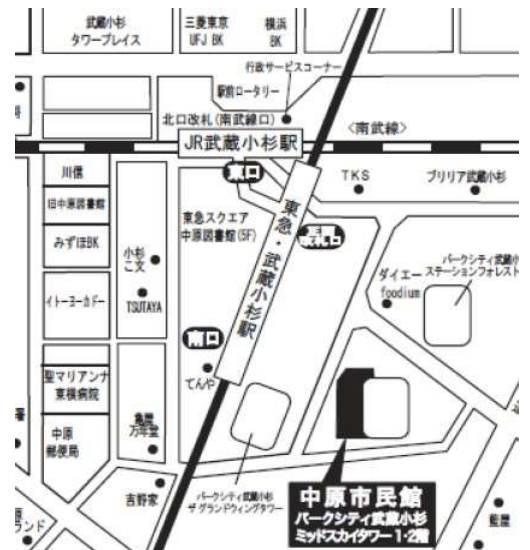 武蔵小杉
タワープレイス
三菱東京
UFJ BK
横浜
BK
行政サービスコーナー
駅前ロータリー
北口改札(南武線口)
JR武蔵小杉駅
<南武線>
川信
旧中原図書館
みずほBK
イトーヨーカドー
聖マリアンナ
東横病院
中原
郵便局
小杉
ご文
TSUTAYA
亀屋
万年堂
吉野家
東口
東急スクエア
中原図書館(5F)
東急・武蔵小杉駅
正面
改札口
南口
てんや
TKS
ブリリア武蔵小杉
パークシティ武蔵小
ステーションフォレスト
ダイエー
foodium
パークシティ武蔵小杉
ザ グランドウィングタワー
中原市民館
パークシティ武蔵小杉
ミッドスカイタワー1・2階
藍屋
ランド